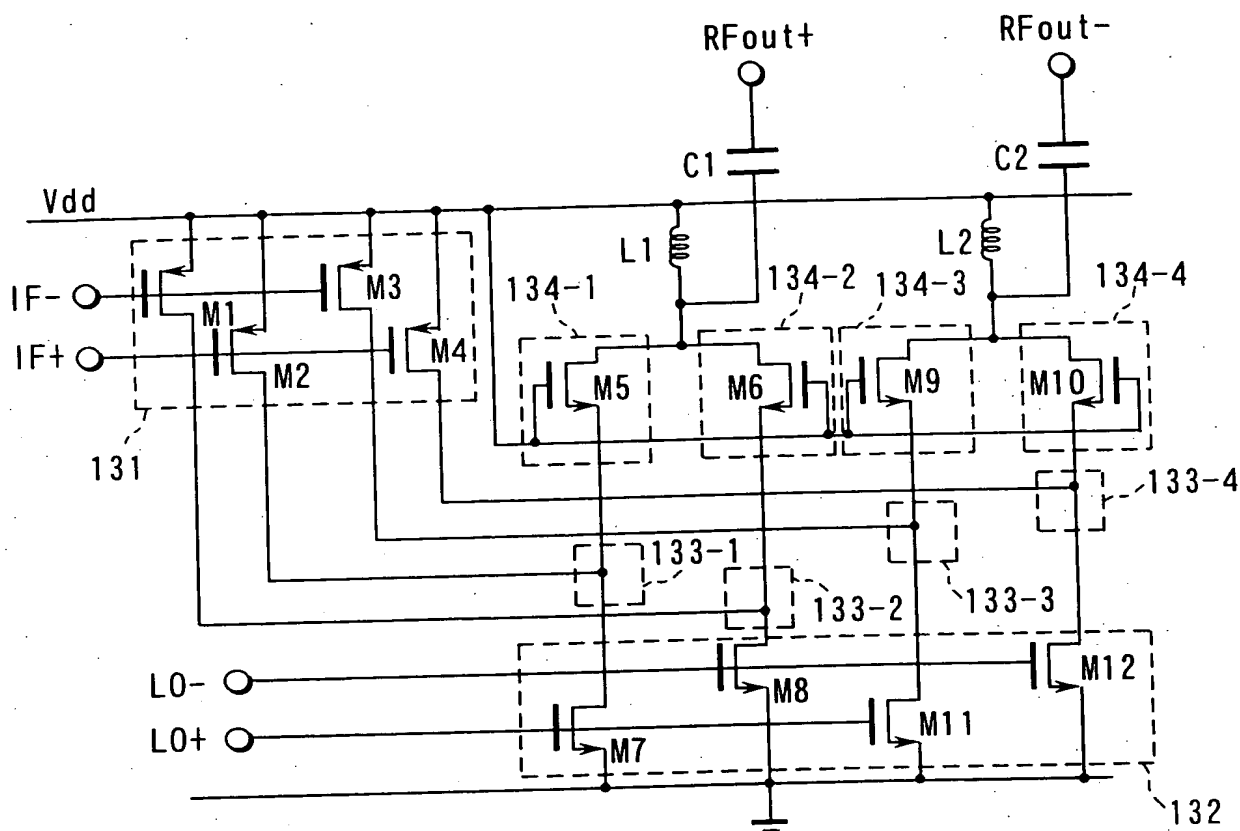 RFout+
RFout-
C1
C2
Vdd
L1
L2
134-1
134-2
134-3
134-4
IF-
M1
M3
IF+
M2
M4
M5
M6
M9
M10
131
133-1
133-2
133-3
133-4
LO-
M8
M12
LO+
M7
M11
132